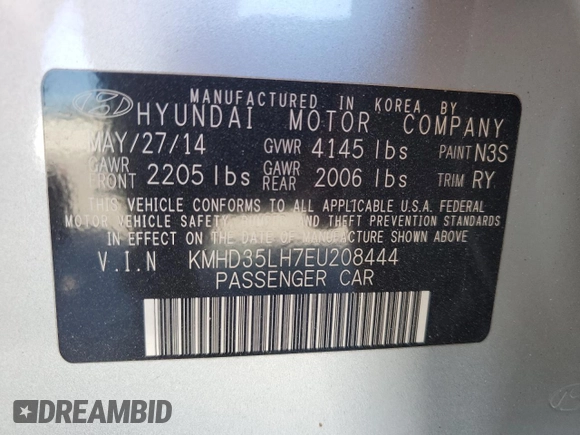 MANUFACTURED IN KOREA BY
HYUNDAI MOTOR COMPANY
MAY/27/14 GVWR 4145 lbs PAINT N3S
GAWR FRONT 2205 lbs GAWR REAR 2006 lbs TRIM RY
THIS VEHICLE CONFORMS TO ALL APPLICABLE U.S.A. FEDERAL
MOTOR VEHICLE SAFETY, BUMPER AND THEFT PREVENTION STANDARDS
IN EFFECT ON THE DATE OF MANUFACTURE SHOWN ABOVE.
V.I.N KMHD35LH7EU208444
PASSENGER CAR
DREAMBID